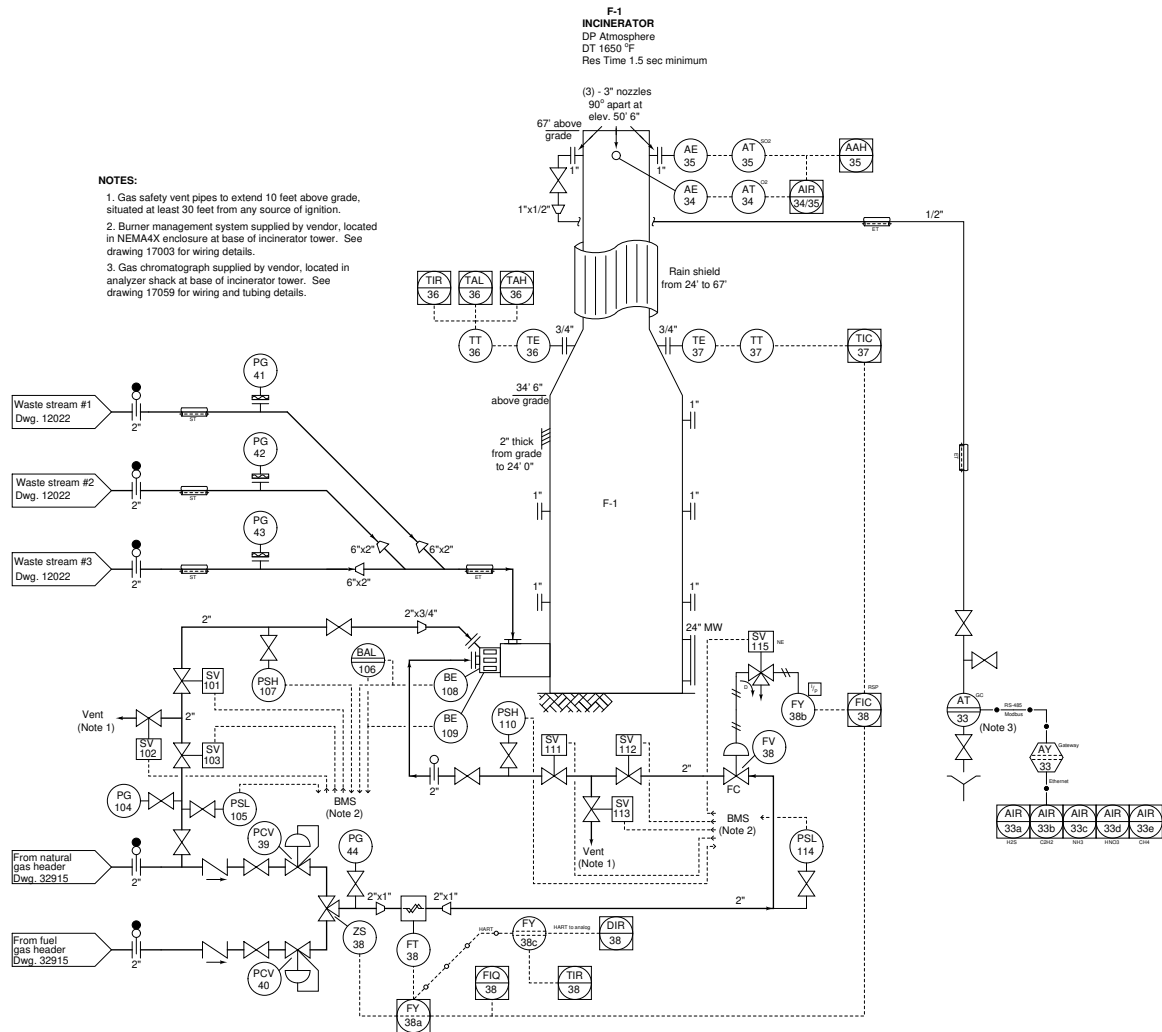 F-1
INCINERATOR
DP Atmosphere
DT 1650 °F
Res Time 1.5 sec minimum
(3) - 3" nozzles
90° apart at
elev. 50' 6"
67' above
grade
1"
1"
AE
35
AT
35
SO2
AAH
35
AE
34
AT
34
O2
AIR
34/35
1"x1/2"
ET
1/2"
NOTES:
1. Gas safety vent pipes to extend 10 feet above grade,
situated at least 30 feet from any source of ignition.
2. Burner management system supplied by vendor, located
in NEMA4X enclosure at base of incinerator tower. See
drawing 17003 for wiring details.
3. Gas chromatograph supplied by vendor, located in
analyzer shack at base of incinerator tower. See
drawing 17059 for wiring and tubing details.
Rain shield
from 24' to 67'
TIR
36
TAL
36
TAH
36
TT
36
TE
36
3/4"
3/4"
TE
37
TT
37
TIC
37
34' 6"
above grade
2" thick
from grade
to 24' 0"
F-1
1"
1"
1"
1"
1"
24" MW
ET
PG
41
Waste stream #1
Dwg. 12022
2"
ST
PG
42
Waste stream #2
Dwg. 12022
2"
ST
PG
43
Waste stream #3
Dwg. 12022
2"
ST
6"x2"
6"x2"
6"x2"
ET
2"
2"x3/4"
SV
101
PSH
107
BAL
106
BE
108
BE
109
Vent
(Note 1)
2"
SV
102
SV
103
PG
104
PSL
105
BMS
(Note 2)
PSH
110
SV
111
SV
112
2"
2"
SV
113
Vent
(Note 1)
SV
115
NE
D
FY
38b
I/P
FIC
38
RSP
FV
38
FC
BMS
(Note 2)
PSL
114
AT
33
GC
(Note 3)
RS-485
Modbus
AY
33
Gateway
Ethernet
AIR
33a
AIR
33b
AIR
33c
AIR
33d
AIR
33e
H2S
C2H2
NH3
HNO3
CH4
From natural
gas header
Dwg. 32915
2"
PCV
39
PG
44
2"x1"
2"x1"
2"
From fuel
gas header
Dwg. 32915
2"
PCV
40
ZS
38
FT
38
HART
FY
38c
HART to analog
DIR
38
FIQ
38
TIR
38
FY
38a